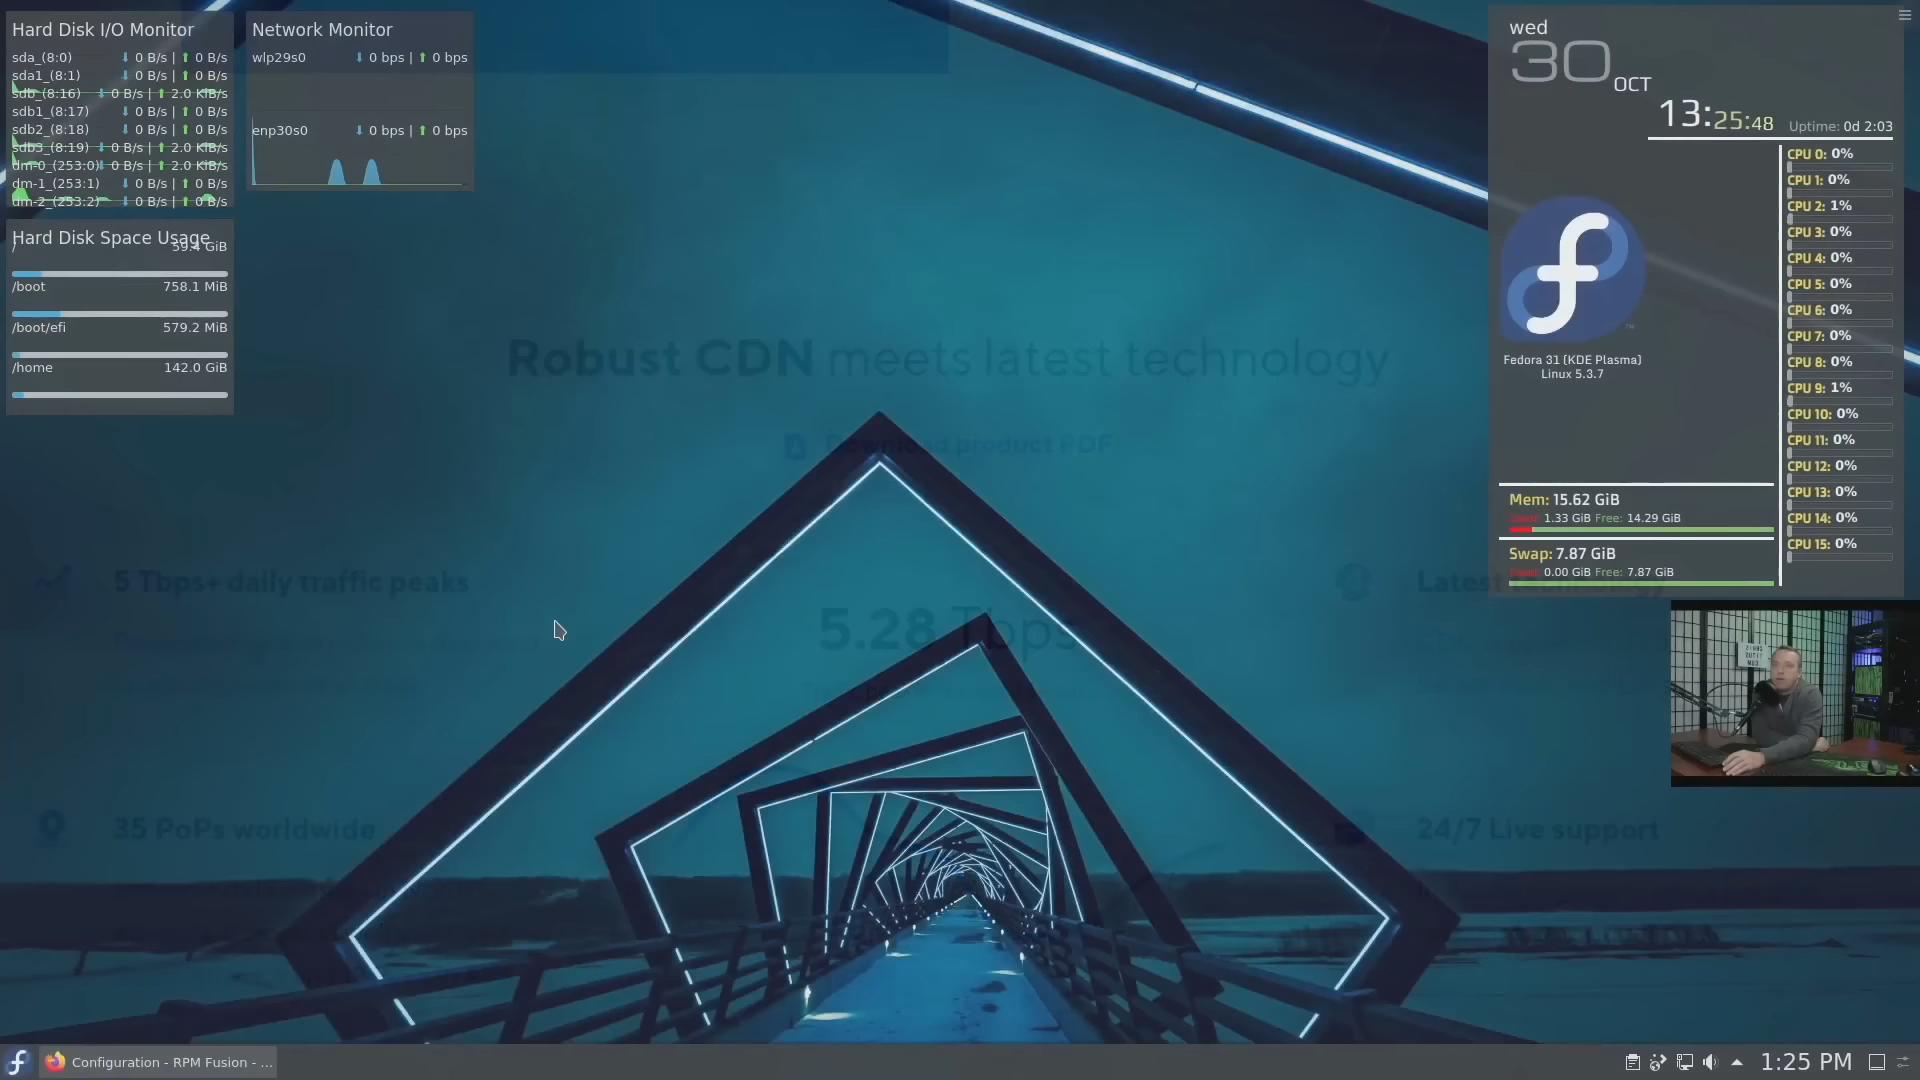 Hard Disk I/O Monitor
sda_(8:0) ⬇ 0 B/s | ⬆ 0 B/s
sda1_(8:1) ⬇ 0 B/s | ⬆ 0 B/s
sdb_(8:16) ⬇ 0 B/s | ⬆ 2.0 KiB/s
sdb1_(8:17) ⬇ 0 B/s | ⬆ 0 B/s
sdb2_(8:18) ⬇ 0 B/s | ⬆ 0 B/s
sdb3_(8:19) ⬇ 0 B/s | ⬆ 2.0 KiB/s
dm-0_(253:0) ⬇ 0 B/s | ⬆ 2.0 KiB/s
dm-1_(253:1) ⬇ 0 B/s | ⬆ 0 B/s
dm-2_(253:2) ⬇ 0 B/s | ⬆ 0 B/s
Hard Disk Space Usage
/ 59.4 GiB
/boot 758.1 MiB
/boot/efi 579.2 MiB
/home 142.0 GiB
Network Monitor
wlp29s0 ⬇ 0 bps | ⬆ 0 bps
enp30s0 ⬇ 0 bps | ⬆ 0 bps
Robust CDN meets latest technology
Download product PDF
5 Tbps+ daily traffic peaks
5.28 Tbps
Latest technology
35 PoPs worldwide
24/7 Live support
wed
30 OCT
13:25:48 Uptime: 0d 2:03
Fedora 31 (KDE Plasma)
Linux 5.3.7
CPU 0: 0%
CPU 1: 0%
CPU 2: 1%
CPU 3: 0%
CPU 4: 0%
CPU 5: 0%
CPU 6: 0%
CPU 7: 0%
CPU 8: 0%
CPU 9: 1%
CPU 10: 0%
CPU 11: 0%
CPU 12: 0%
CPU 13: 0%
CPU 14: 0%
CPU 15: 0%
Mem: 15.62 GiB
1.33 GiB Free: 14.29 GiB
Swap: 7.87 GiB
0.00 GiB Free: 7.87 GiB
Configuration - RPM Fusion - ...
1:25 PM